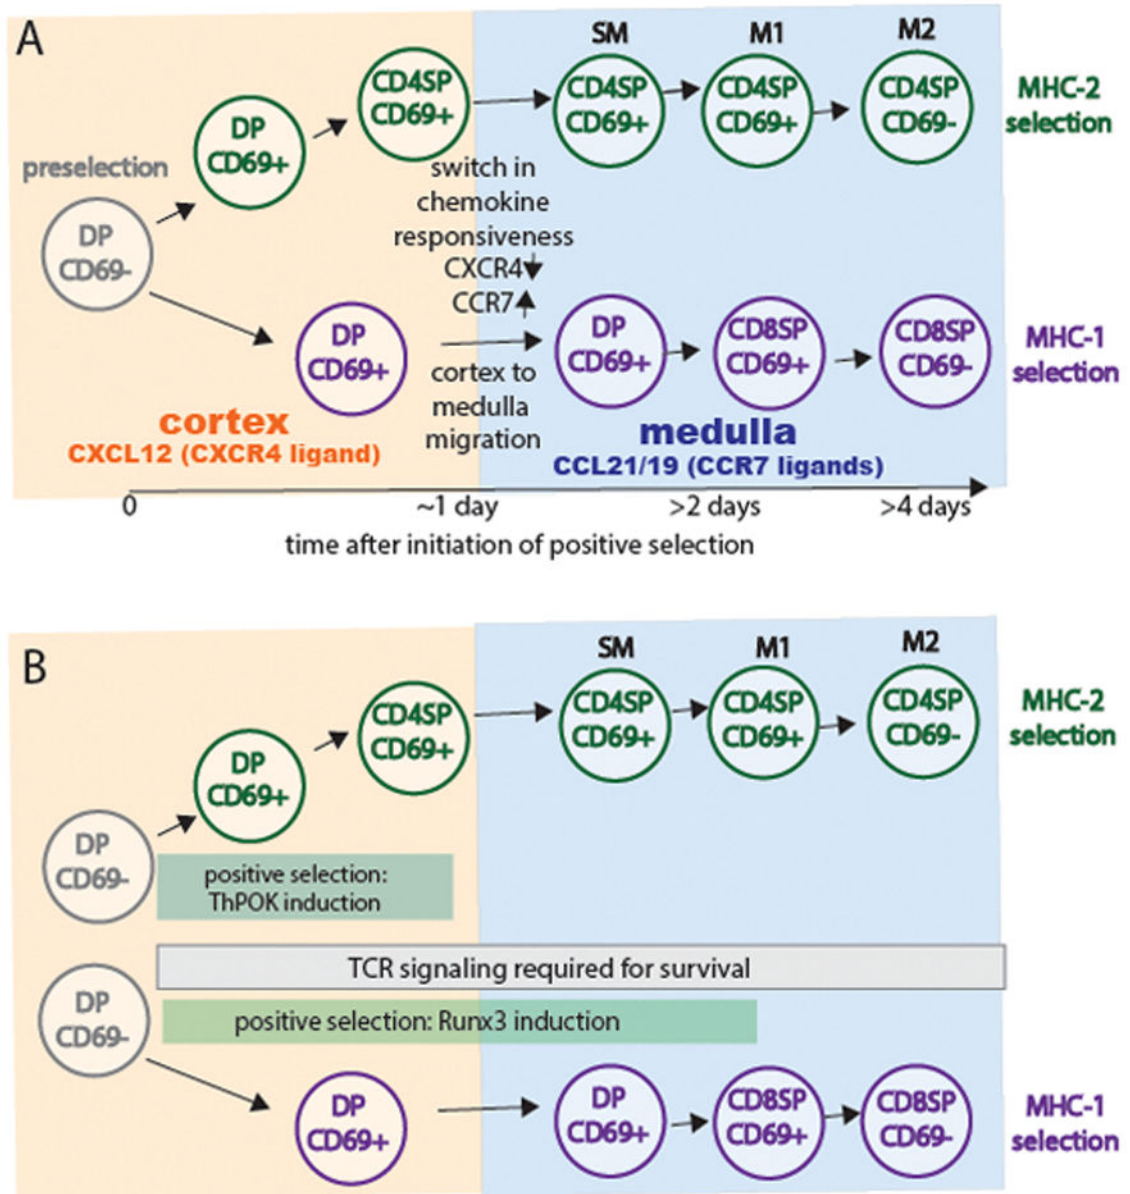 A
SM
M1
M2
CD4SP
CD69+
CD4SP
CD69+
CD4SP
CD69+
CD4SP
CD69-
MHC-2
selection
DP
CD69+
preselection
DP
CD69-
switch in
chemokine
responsiveness
CXCR4
CCR7
DP
CD69+
DP
CD69+
CD8SP
CD69+
CD8SP
CD69-
MHC-1
selection
cortex to
medulla
migration
cortex
CXCL12 (CXCR4 ligand)
medulla
CCL21/19 (CCR7 ligands)
0
~1 day
>2 days
>4 days
time after initiation of positive selection
B
SM
M1
M2
CD4SP
CD69+
CD4SP
CD69+
CD4SP
CD69+
CD4SP
CD69-
MHC-2
selection
DP
CD69+
DP
CD69-
positive selection:
ThPOK induction
TCR signaling required for survival
DP
CD69-
positive selection: Runx3 induction
DP
CD69+
DP
CD69+
CD8SP
CD69+
CD8SP
CD69-
MHC-1
selection